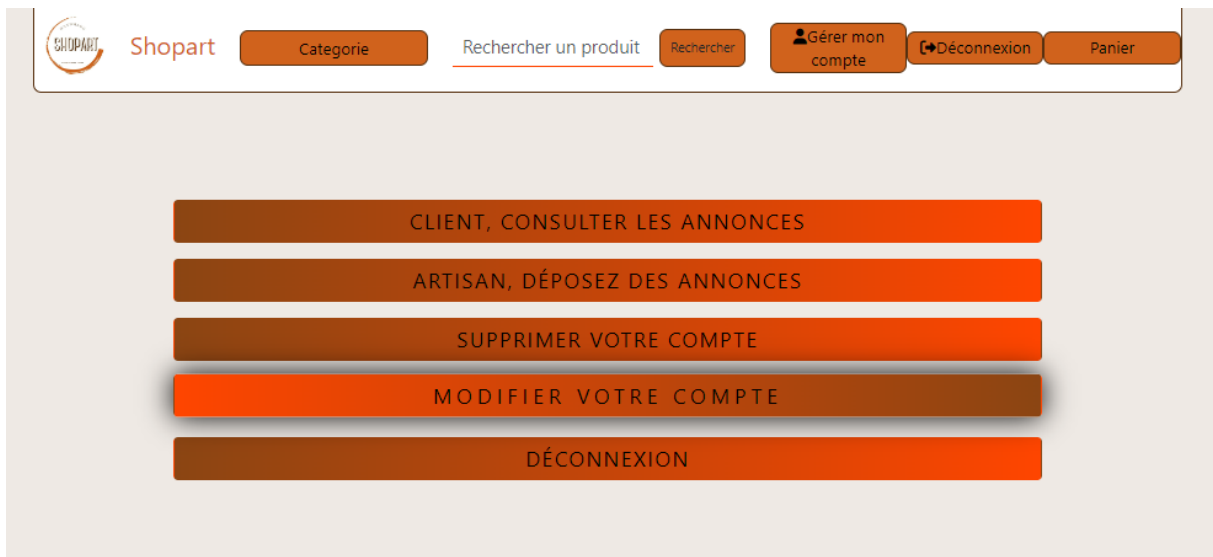 SHOPART
Shopart
Categorie
Rechercher un produit
Rechercher
Gérer mon
compte
Déconnexion
Panier
CLIENT, CONSULTER LES ANNONCES
ARTISAN, DÉPOSEZ DES ANNONCES
SUPPRIMER VOTRE COMPTE
MODIFIER VOTRE COMPTE
DÉCONNEXION